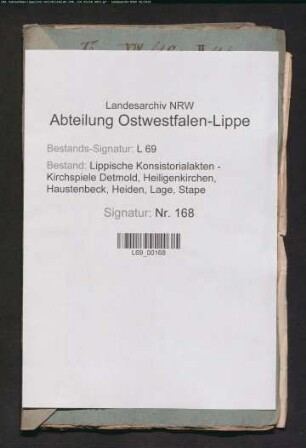 Landesarchiv NRW
Abteilung Ostwestfalen-Lippe
Bestands-Signatur: L 69
Bestand: Lippische Konsistorialakten -
Kirchspiele Detmold, Heiligenkirchen,
Haustenbeck, Heiden, Lage, Stape
Signatur: Nr. 168
L69_00168